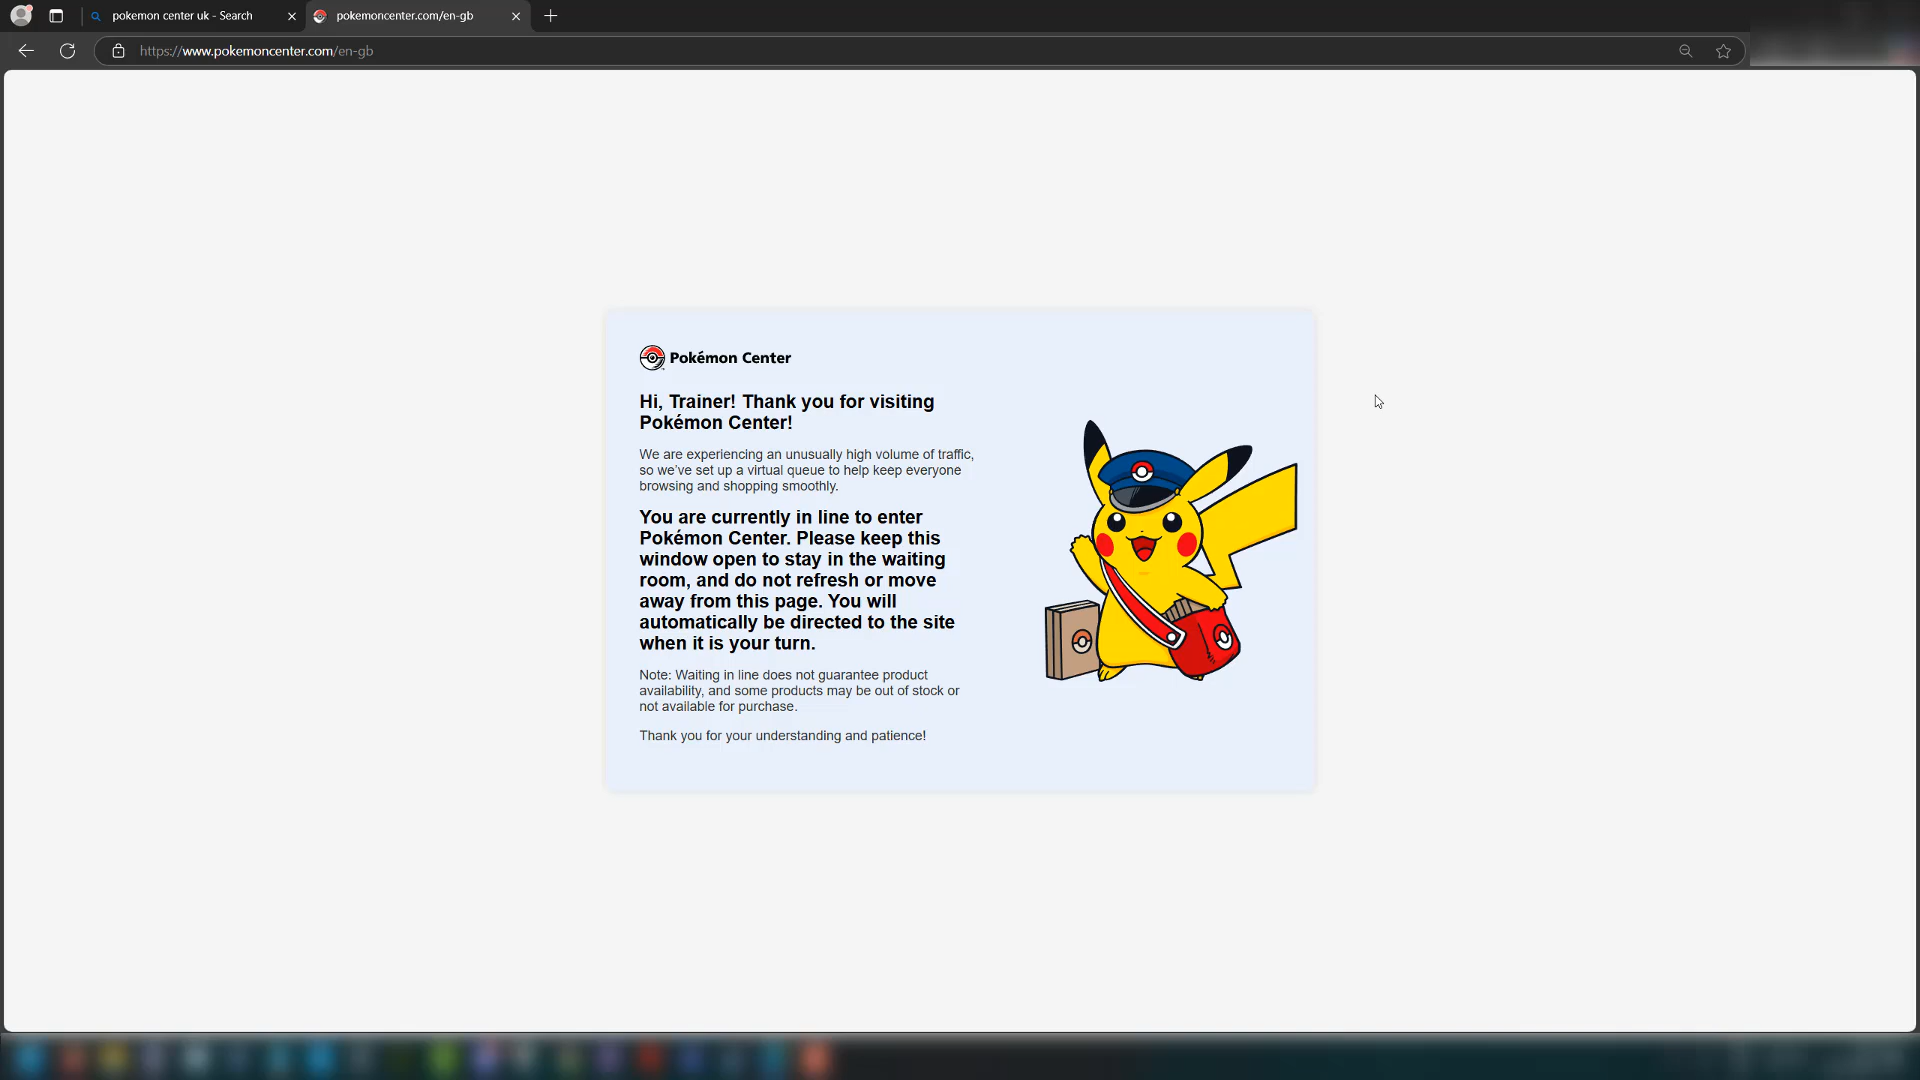 pokemon center uk - Search
pokemoncenter.com/en-gb
https://www.pokemoncenter.com/en-gb
Pokémon Center
Hi, Trainer! Thank you for visiting
Pokémon Center!
We are experiencing an unusually high volume of traffic,
so we've set up a virtual queue to help keep everyone
browsing and shopping smoothly.
You are currently in line to enter
Pokémon Center. Please keep this
window open to stay in the waiting
room, and do not refresh or move
away from this page. You will
automatically be directed to the site
when it is your turn.
Note: Waiting in line does not guarantee product
availability, and some products may be out of stock or
not available for purchase.
Thank you for your understanding and patience!